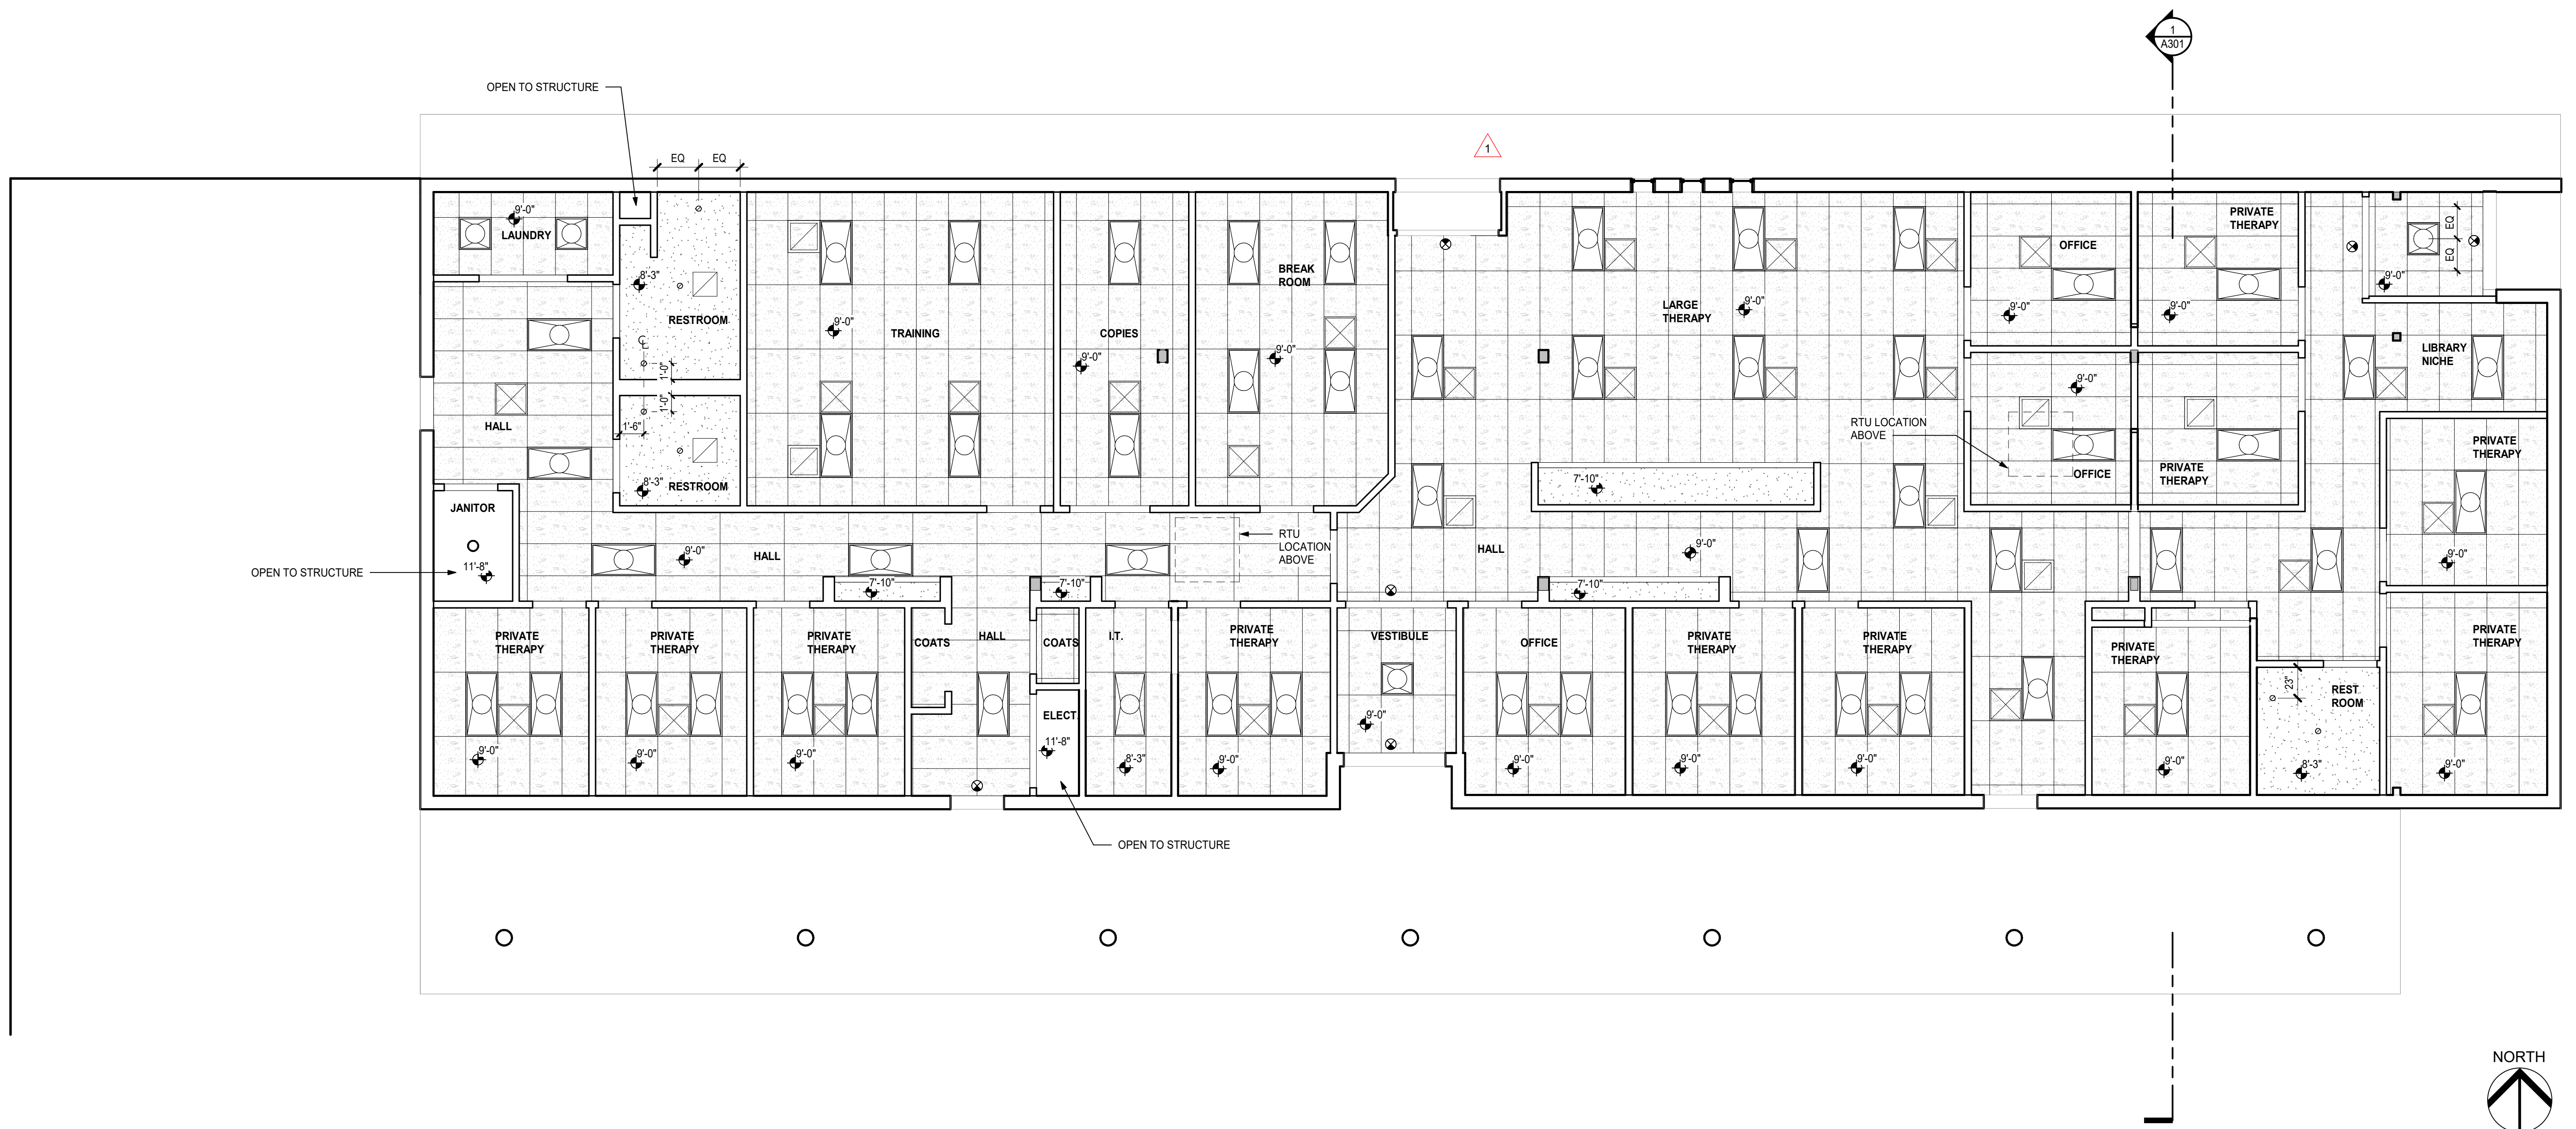 1
A301
OPEN TO STRUCTURE
1
EQ
EQ
9'-0"
LAUNDRY
8'-3"
RESTROOM
CL
1'-0"
1'-0"
1'-6"
8'-3"
RESTROOM
9'-0"
TRAINING
COPIES
9'-0"
BREAK
ROOM
9'-0"
LARGE
THERAPY
9'-0"
OFFICE
9'-0"
PRIVATE
THERAPY
9'-0"
EQ
EQ
9'-0"
LIBRARY
NICHE
HALL
RTU LOCATION
ABOVE
9'-0"
OFFICE
PRIVATE
THERAPY
PRIVATE
THERAPY
9'-0"
JANITOR
11'-8"
OPEN TO STRUCTURE
HALL
9'-0"
7'-10"
7'-10"
RTU
LOCATION
ABOVE
HALL
7'-10"
9'-0"
7'-10"
PRIVATE
THERAPY
9'-0"
PRIVATE
THERAPY
9'-0"
PRIVATE
THERAPY
9'-0"
COATS
HALL
COATS
ELECT.
11'-8"
I.T.
8'-3"
PRIVATE
THERAPY
9'-0"
VESTIBULE
9'-0"
OFFICE
9'-0"
PRIVATE
THERAPY
9'-0"
PRIVATE
THERAPY
9'-0"
PRIVATE
THERAPY
9'-0"
23"
REST
ROOM
8'-3"
PRIVATE
THERAPY
9'-0"
OPEN TO STRUCTURE
NORTH